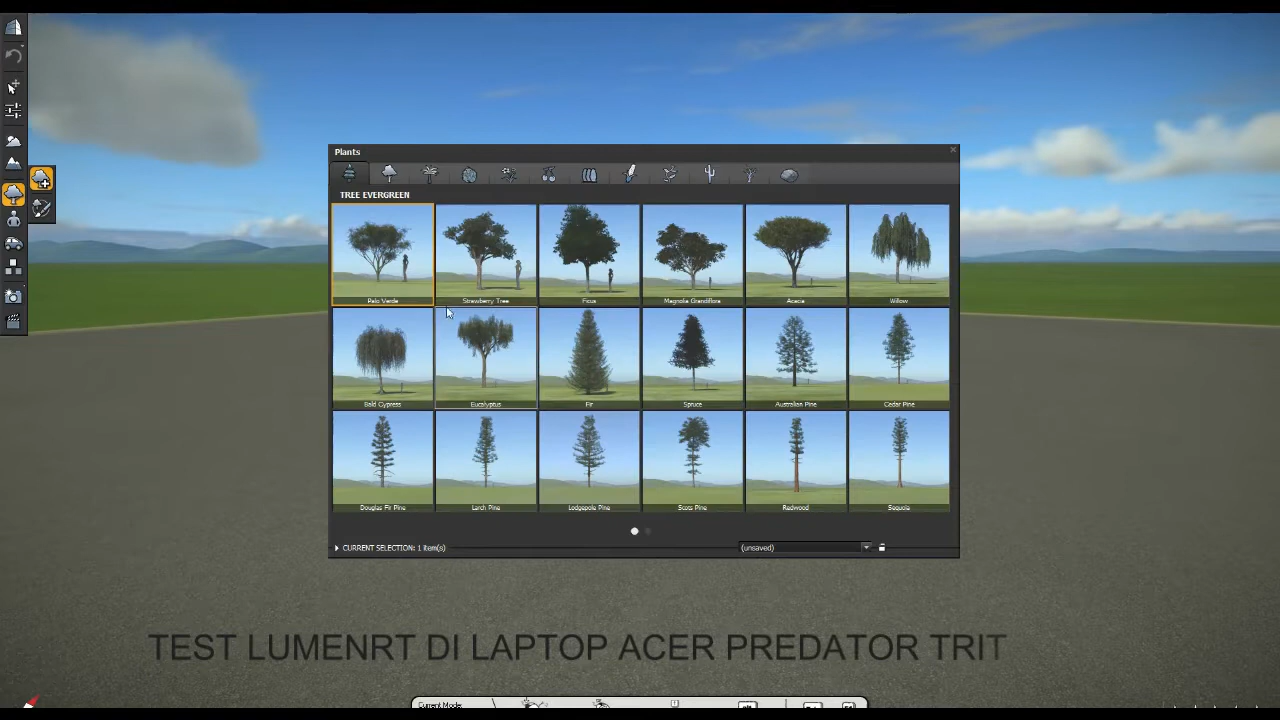 Plants
TREE EVERGREEN
Palo Verde
Strawberry Tree
Ficus
Magnolia Grandiflora
Acacia
Willow
Bald Cypress
Eucalyptus
Fir
Spruce
Australian Pine
Cedar Pine
Douglas Fir Pine
Larch Pine
Lodgepole Pine
Scots Pine
Redwood
Sequoia
CURRENT SELECTION: 1 item(s)
(unsaved)
TEST LUMENRT DI LAPTOP ACER PREDATOR TRIT
Current Mode: